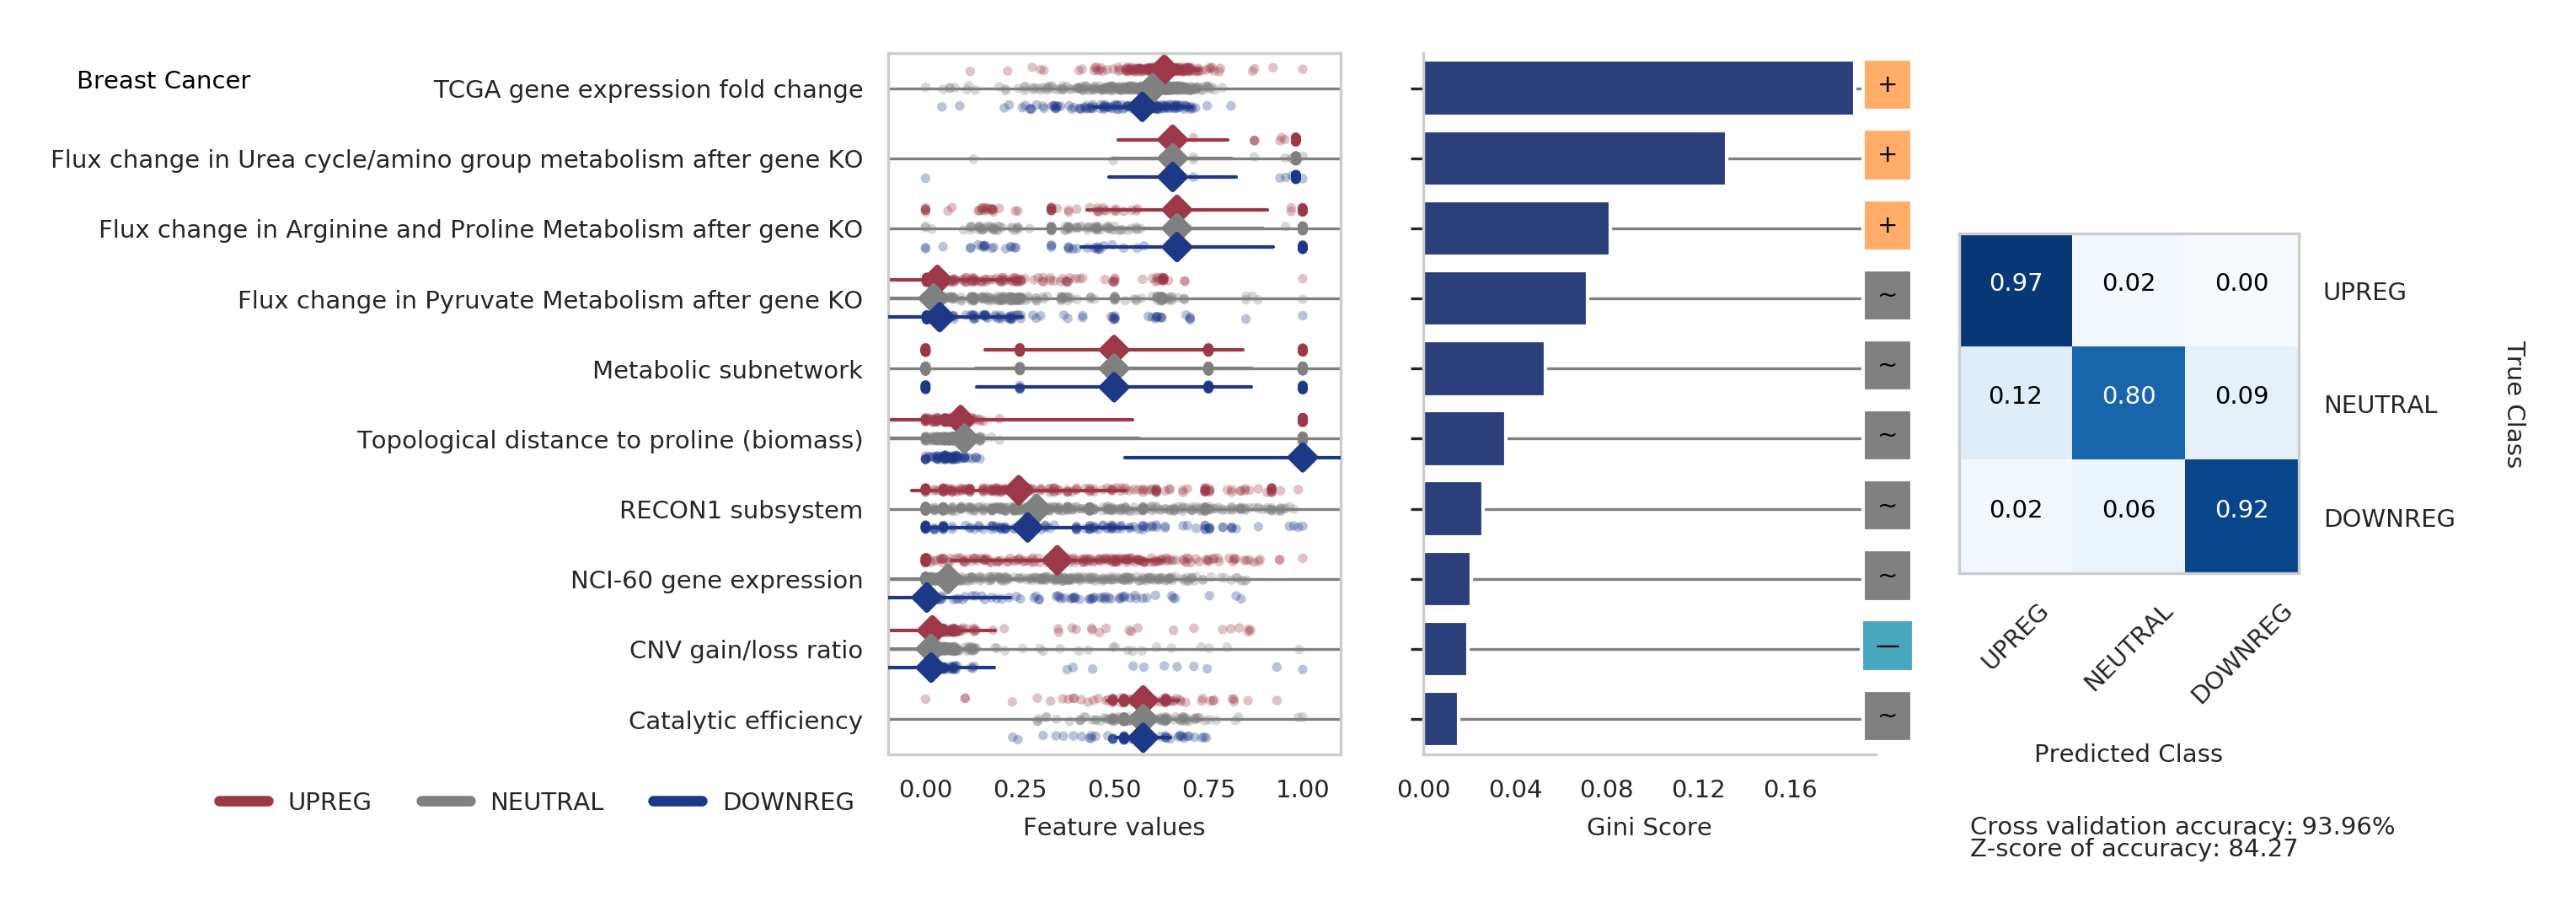 Breast Cancer
TCGA gene expression fold change
Flux change in Urea cycle/amino group metabolism after gene KO
Flux change in Arginine and Proline Metabolism after gene KO
Flux change in Pyruvate Metabolism after gene KO
Metabolic subnetwork
Topological distance to proline (biomass)
RECON1 subsystem
NCI-60 gene expression
CNV gain/loss ratio
Catalytic efficiency
UPREG NEUTRAL DOWNREG
0.00 0.25 0.50 0.75 1.00
Feature values
+
+
+
~
~
~
~
~
—
~
0.00 0.04 0.08 0.12 0.16
Gini Score
0.97 0.02 0.00 UPREG
0.12 0.80 0.09 NEUTRAL
0.02 0.06 0.92 DOWNREG
True Class
UPREG NEUTRAL DOWNREG
Predicted Class
Cross validation accuracy: 93.96%
Z-score of accuracy: 84.27